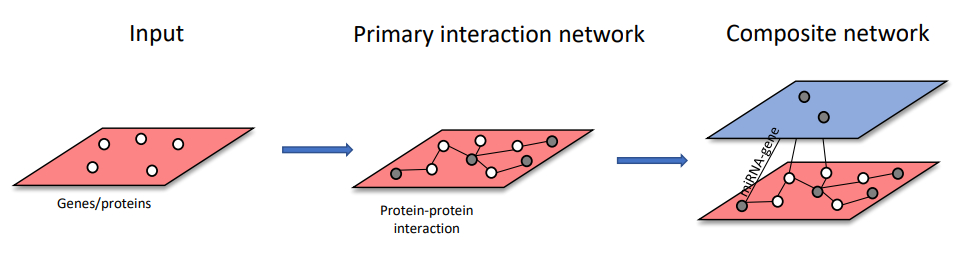 Input
Primary interaction network
Composite network
miRNA-gene
Genes/proteins
Protein-protein
interaction